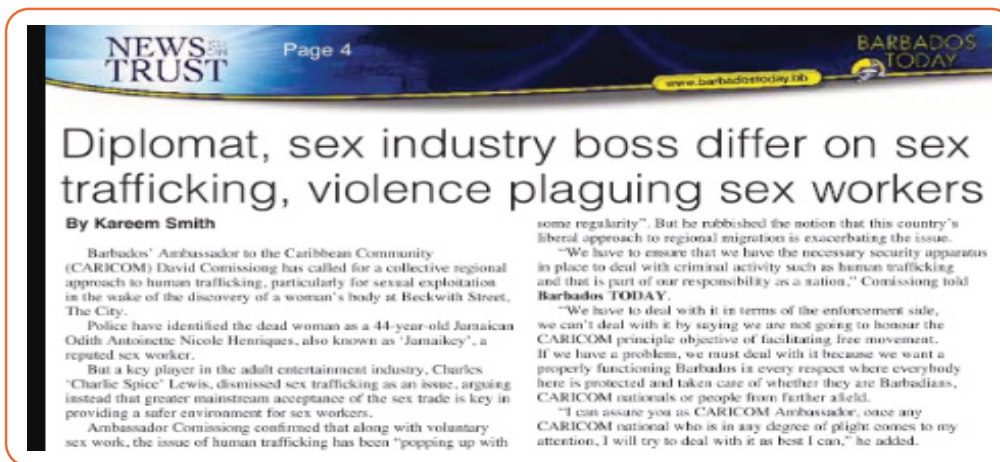 NEWS YOU CAN
TRUST
Page 4
BARBADOS
TODAY
www.barbadostoday.bb
Diplomat, sex industry boss differ on sex
trafficking, violence plaguing sex workers
By Kareem Smith
Barbados' Ambassador to the Caribbean Community
(CARICOM) David Comissiong has called for a collective regional
approach to human trafficking, particularly for sexual exploitation
in the wake of the discovery of a woman's body at Beckwith Street,
The City.
Police have identified the dead woman as a 44-year-old Jamaican
Odith Antoinette Nicole Henriques, also known as 'Jamaikey', a
reputed sex worker.
But a key player in the adult entertainment industry, Charles
'Charlie Spice' Lewis, dismissed sex trafficking as an issue, arguing
instead that greater mainstream acceptance of the sex trade is key in
providing a safer environment for sex workers.
Ambassador Comissiong confirmed that along with voluntary
sex work, the issue of human trafficking has been "popping up with
some regularity". But he rubbished the notion that this country's
liberal approach to regional migration is exacerbating the issue.
"We have to ensure that we have the necessary security apparatus
in place to deal with criminal activity such as human trafficking
and that is part of our responsibility as a nation," Comissiong told
Barbados TODAY.
"We have to deal with it in terms of the enforcement side,
we can't deal with it by saying we are not going to honour the
CARICOM principle objective of facilitating free movement.
If we have a problem, we must deal with it because we want a
properly functioning Barbados in every respect where everybody
here is protected and taken care of whether they are Barbadians,
CARICOM nationals or people from further afield.
"I can assure you as CARICOM Ambassador, once any
CARICOM national who is in any degree of plight comes to my
attention, I will try to deal with it as best I can," he added.